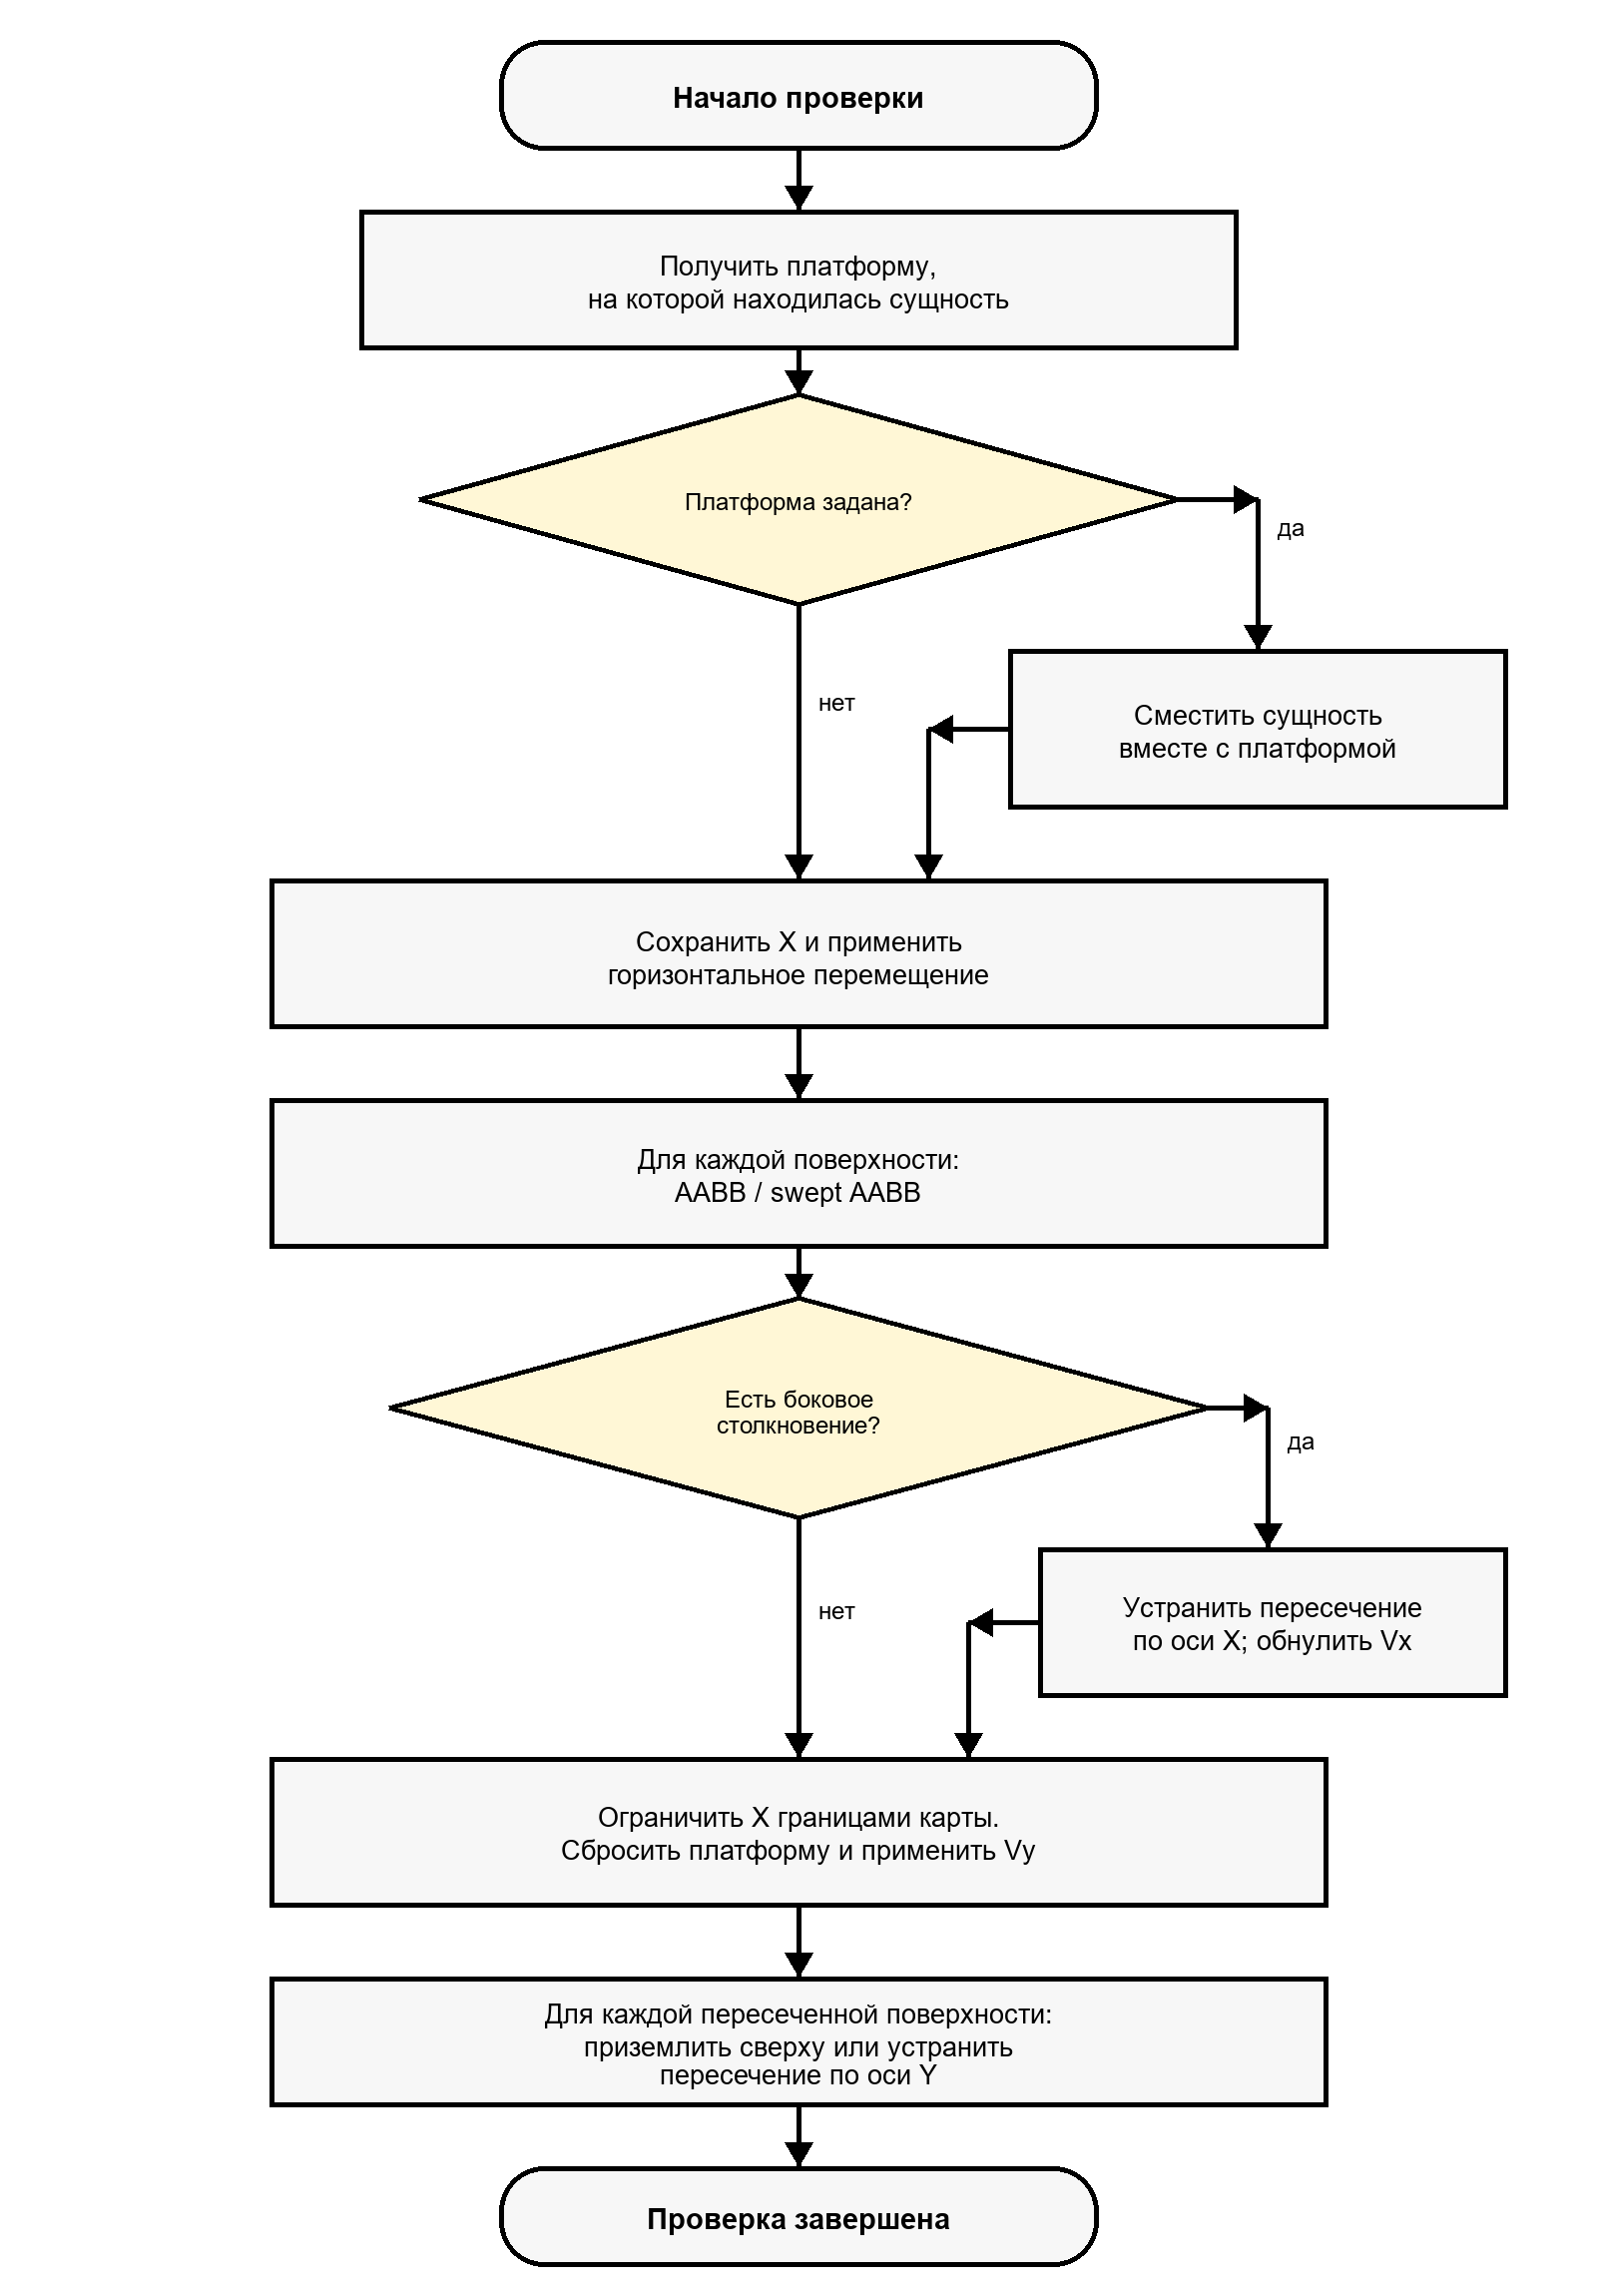 Начало проверки
Получить платформу,
на которой находилась сущность
Платформа задана?
да
нет
Сместить сущность
вместе с платформой
Сохранить X и применить
горизонтальное перемещение
Для каждой поверхности:
AABB / swept AABB
Есть боковое
столкновение?
да
нет
Устранить пересечение
по оси X; обнулить Vx
Ограничить X границами карты.
Сбросить платформу и применить Vy
Для каждой пересеченной поверхности:
приземлить сверху или устранить
пересечение по оси Y
Проверка завершена